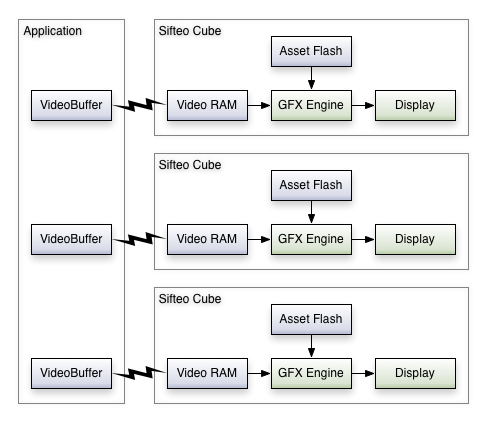 Application
Sifteo Cube
Asset Flash
VideoBuffer
Video RAM
GFX Engine
Display
Sifteo Cube
Asset Flash
VideoBuffer
Video RAM
GFX Engine
Display
Sifteo Cube
Asset Flash
VideoBuffer
Video RAM
GFX Engine
Display